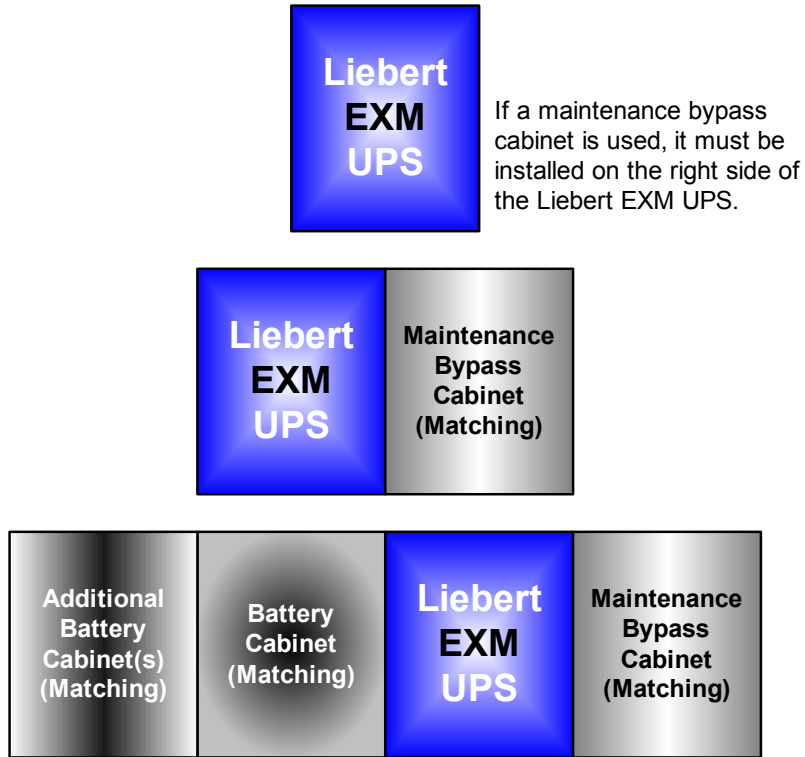 Liebert
EXM
UPS
If a maintenance bypass
cabinet is used, it must be
installed on the right side of
the Liebert EXM UPS.
Liebert
EXM
UPS
Maintenance
Bypass
Cabinet
(Matching)
Additional
Battery
Cabinet(s)
(Matching)
Battery
Cabinet
(Matching)
Liebert
EXM
UPS
Maintenance
Bypass
Cabinet
(Matching)